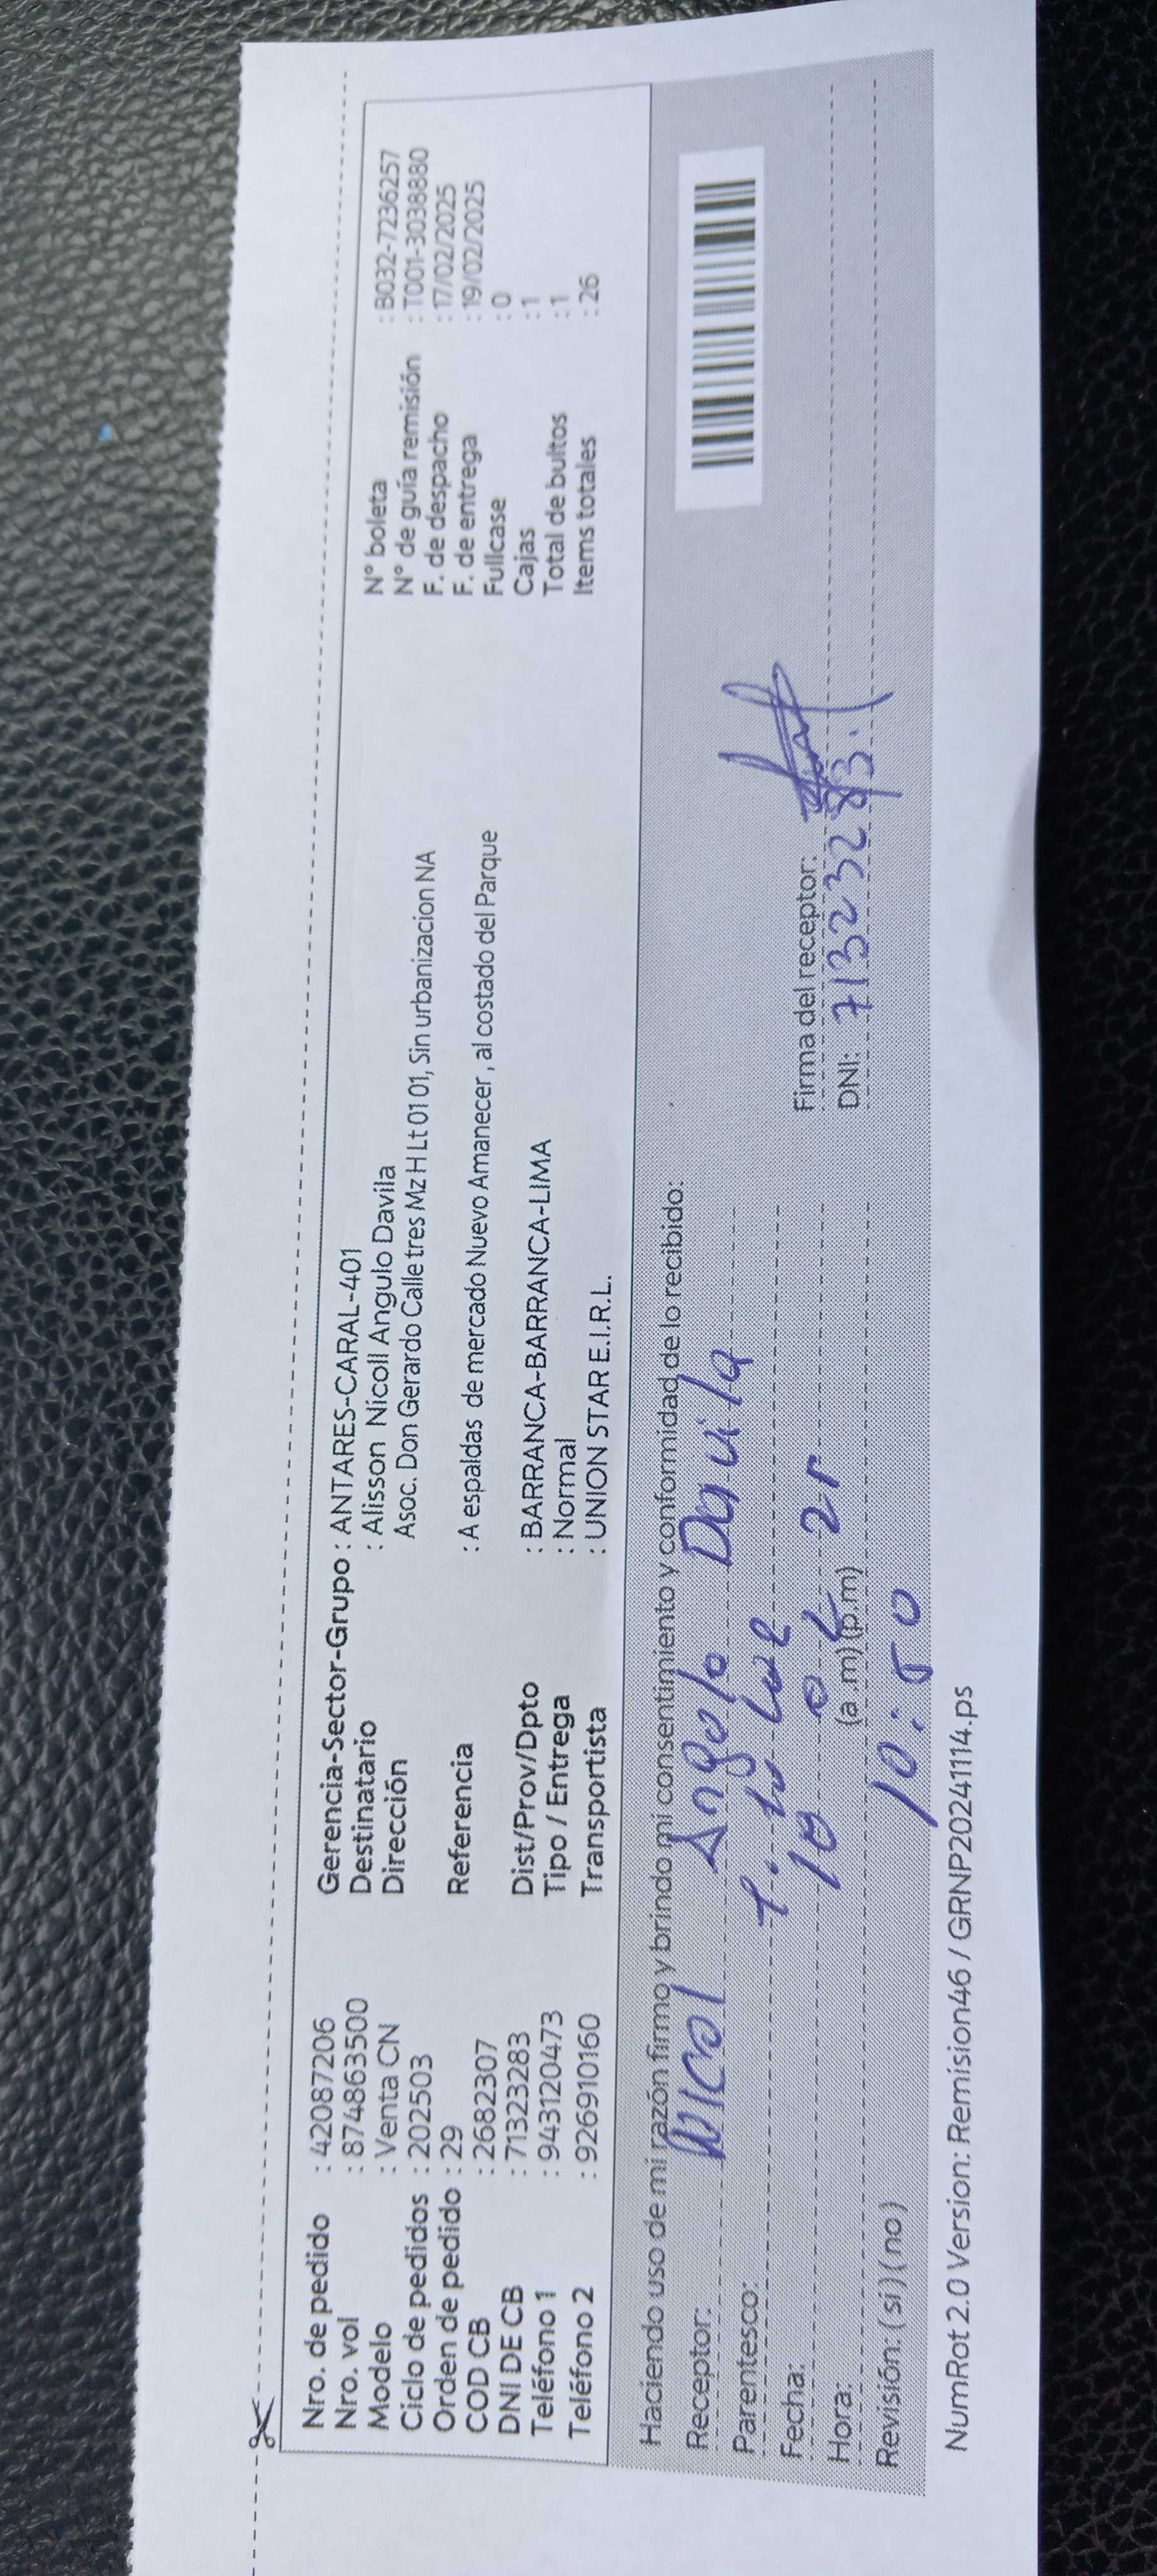 Nro. de pedido : 42087206
Nro. vol : 874863500
Modelo : Venta CN
Ciclo de pedidos : 202503
Orden de pedido : 29
COD CB : 2682307
DNI DE CB : 71323283
Teléfono 1 : 943120473
Teléfono 2 : 926910160
Gerencia-Sector-Grupo : ANTARES-CARAL-401
Destinatario : Alisson Nicoll Angulo Davila
Dirección Asoc. Don Gerardo Calle tres Mz H Lt 01 01, Sin urbanizacion NA
Referencia : A espaldas de mercado Nuevo Amanecer, al costado del Parque
Dist/Prov/Dpto : BARRANCA-BARRANCA-LIMA
Tipo / Entrega : Normal
Transportista : UNION STAR E.I.R.L.
N° boleta : B032-7236257
N° de guía remisión : T001-3038880
F. de despacho : 17/02/2025
F. de entrega : 19/02/2025
Fullcase : 0
Cajas : 1
Total de bultos : 1
Items totales : 26
Haciendo uso de mi razón firmo y brindo mi consentimiento y conformidad de lo recibido:
Receptor: Nicol Angolo Davila
Parentesco:
Fecha:
Hora: (a .m) (p.m) 10:50
Revisión: (si) (no)
Firma del receptor:
DNI: 71323283.
NumRot 2.0 Version: Remision46 / GRNP20241114.ps